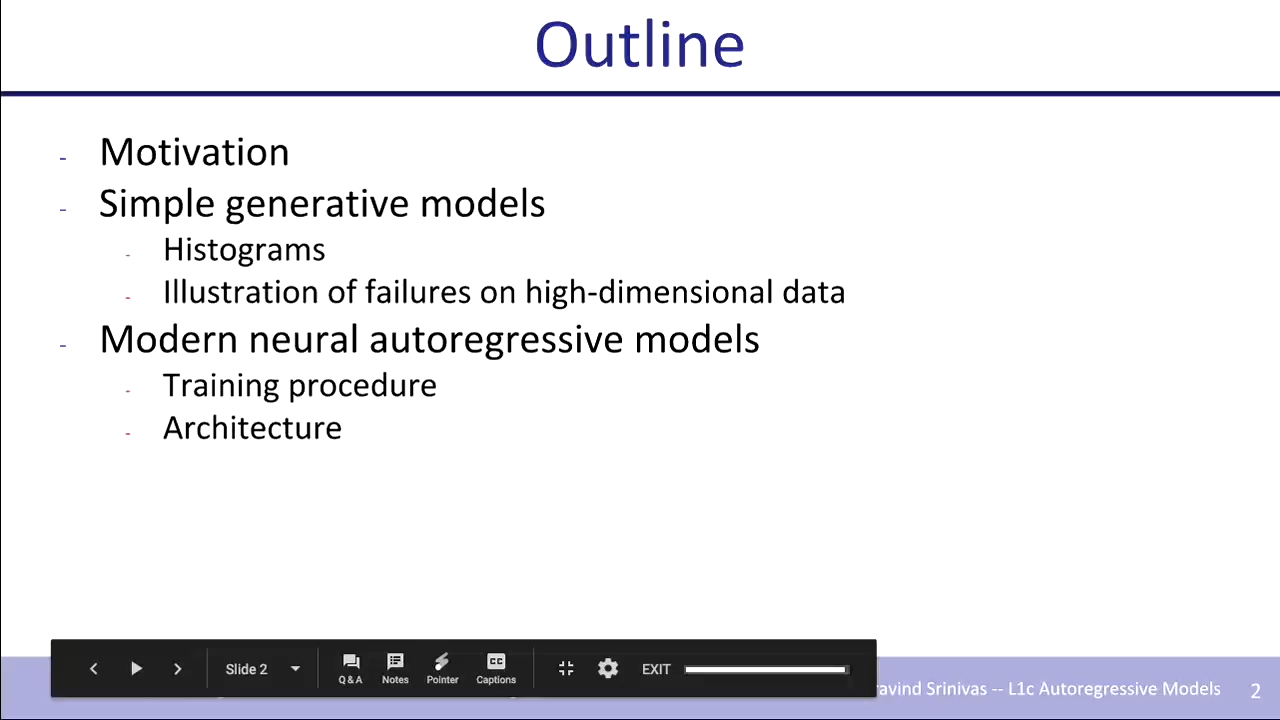 Outline
- Motivation
- Simple generative models
- Histograms
- Illustration of failures on high-dimensional data
- Modern neural autoregressive models
- Training procedure
- Architecture
Slide 2
Q & A
Notes
Pointer
CC
Captions
EXIT
Srinivas -- L1c Autoregressive Models
2